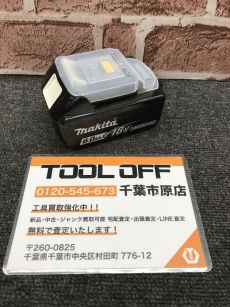 makita
6.0Ah 18V
TOOL OFF
0120-545-673 千葉市原店
工具買取強化中！！
新品・中古・ジャンク買取可能 宅配査定・出張査定・LINE査定
無料で査定いたします！
〒260-0825
千葉県千葉市中央区村田町 776-12